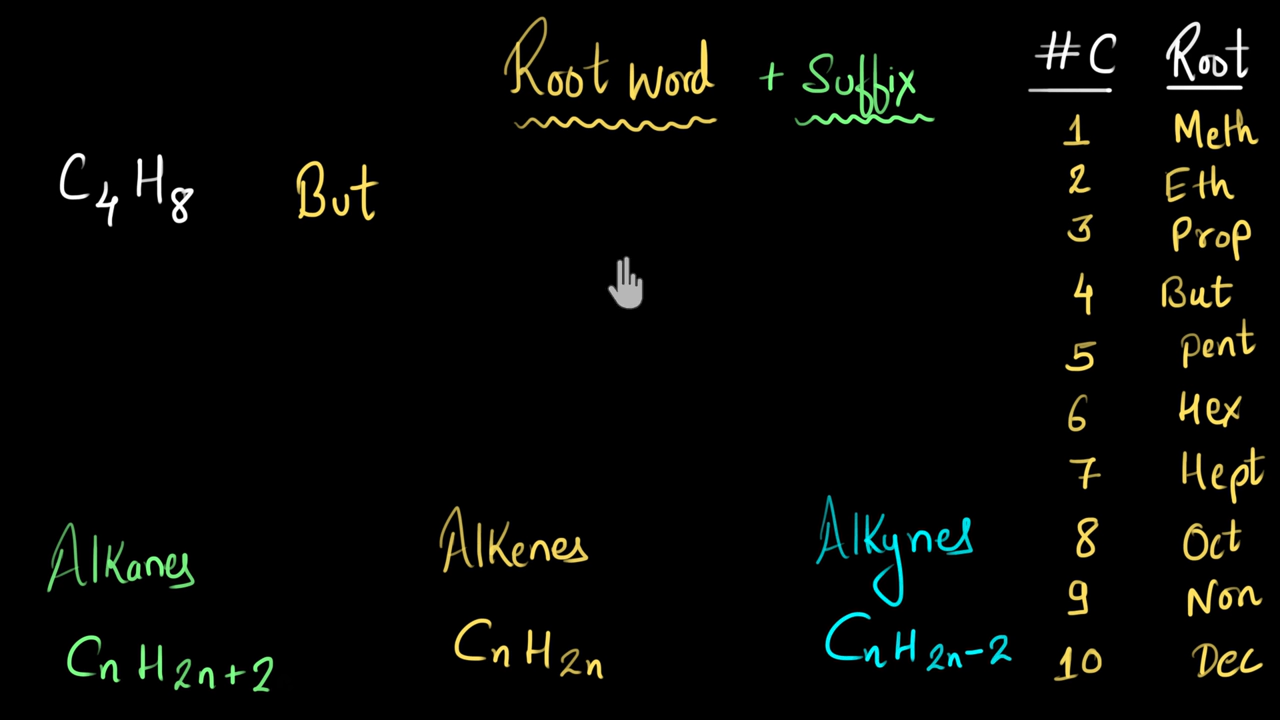 Root word + Suffix
C4H8 But
#C Root
1 Meth
2 Eth
3 Prop
4 But
5 Pent
6 Hex
7 Hept
8 Oct
9 Non
10 Dec
Alkanes Alkenes Alkynes
CnH2n+2 CnH2n CnH2n-2